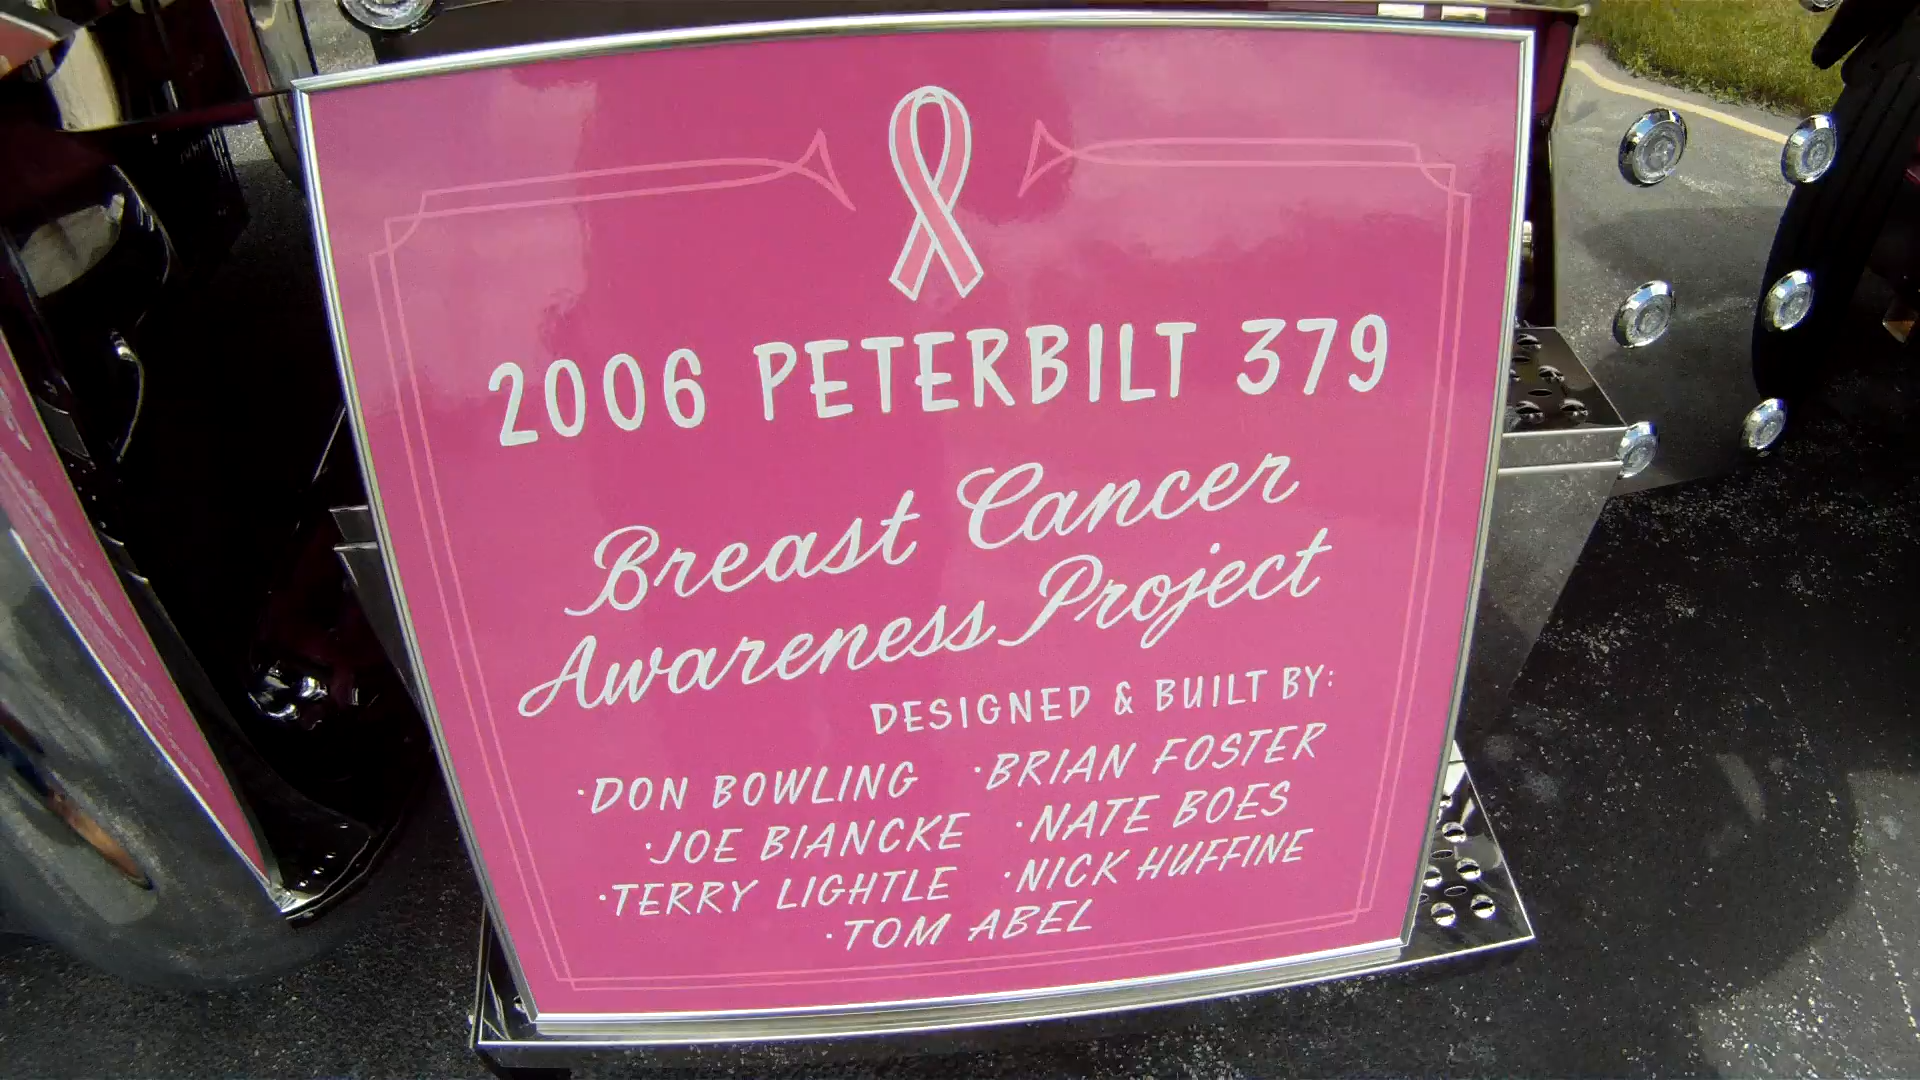 2006 PETERBILT 379
Breast Cancer
Awareness Project
DESIGNED & BUILT BY:
·DON BOWLING ·BRIAN FOSTER
·JOE BIANCKE ·NATE BOES
·TERRY LIGHTLE ·NICK HUFFINE
·TOM ABEL